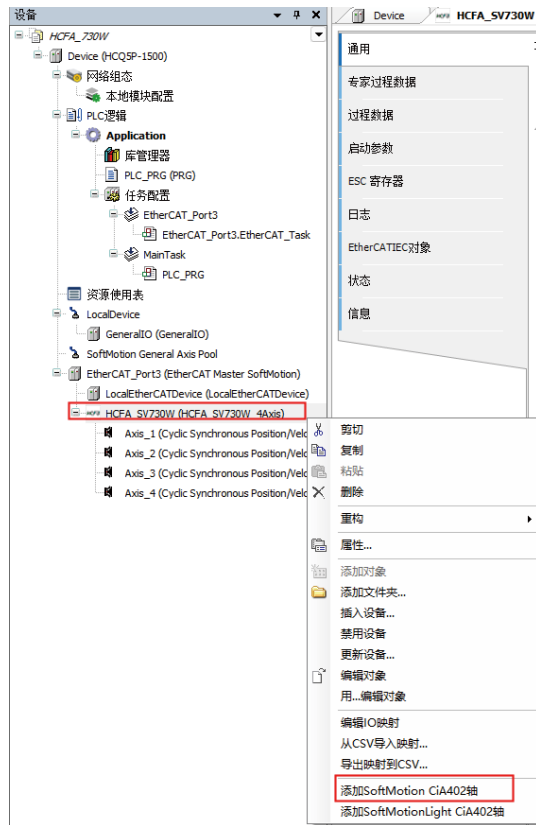 设备
HCFA_730W
Device (HCQ5P-1500)
网络组态
本地模块配置
PLC逻辑
Application
库管理器
PLC_PRG (PRG)
任务配置
EtherCAT_Port3
EtherCAT_Port3.EtherCAT_Task
MainTask
PLC_PRG
资源使用表
LocalDevice
GeneralIO (GeneralIO)
SoftMotion General Axis Pool
EtherCAT_Port3 (EtherCAT Master SoftMotion)
LocalEtherCATDevice (LocalEtherCATDevice)
HCFA_SV730W (HCFA_SV730W_4Axis)
Axis_1 (Cyclic Synchronous Position/Velo
Axis_2 (Cyclic Synchronous Position/Velo
Axis_3 (Cyclic Synchronous Position/Velo
Axis_4 (Cyclic Synchronous Position/Velo
Device
HCFA HCFA_SV730W
通用
专家过程数据
过程数据
启动参数
ESC 寄存器
日志
EtherCATIEC对象
状态
信息
剪切
复制
粘贴
删除
重构
属性...
添加对象
添加文件夹...
插入设备...
禁用设备
更新设备...
编辑对象
用...编辑对象
编辑IO映射
从CSV导入映射...
导出映射到CSV...
添加SoftMotion CiA402轴
添加SoftMotionLight CiA402轴